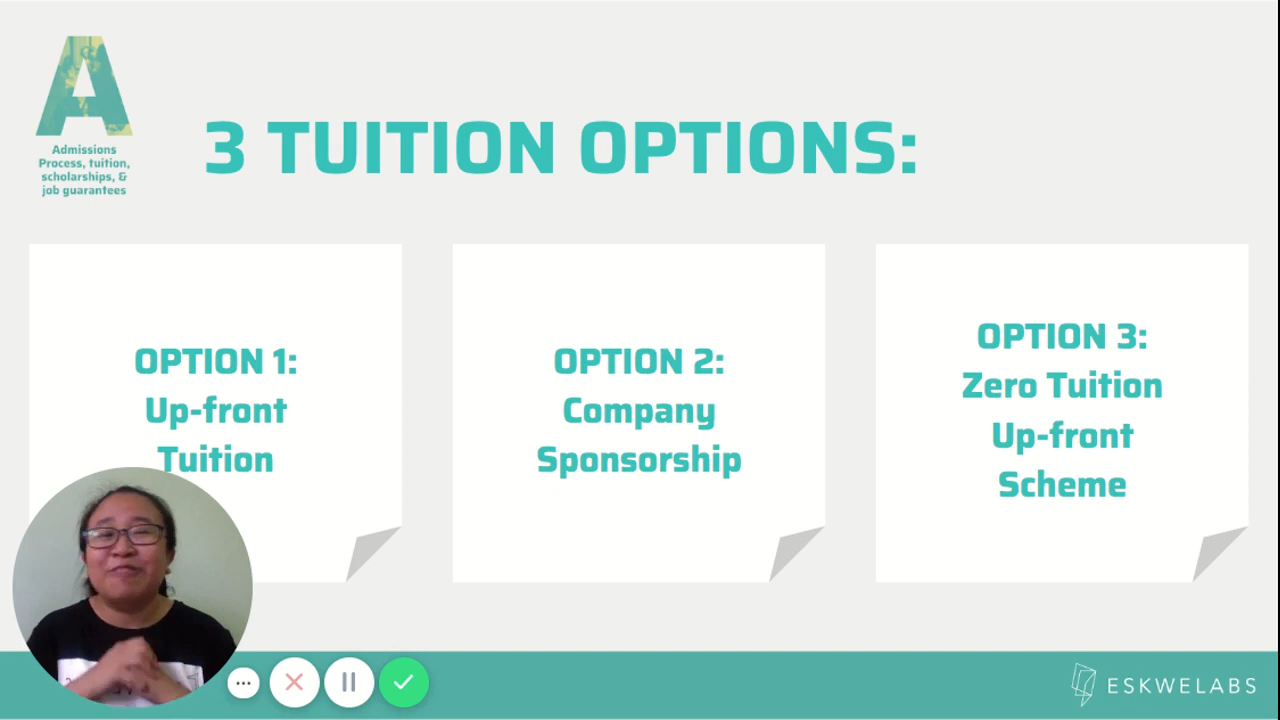 A
Admissions
Process, tuition,
scholarships, &
job guarantees
3 TUITION OPTIONS:
OPTION 1:
Up-front
Tuition
OPTION 2:
Company
Sponsorship
OPTION 3:
Zero Tuition
Up-front
Scheme
ESKWELABS